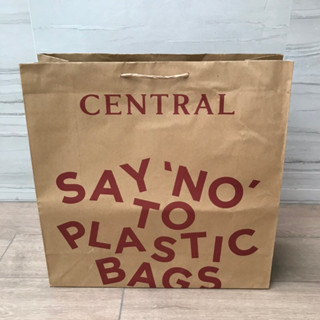 CENTRAL
SAY 'NO'
TO
PLASTIC
BAGS